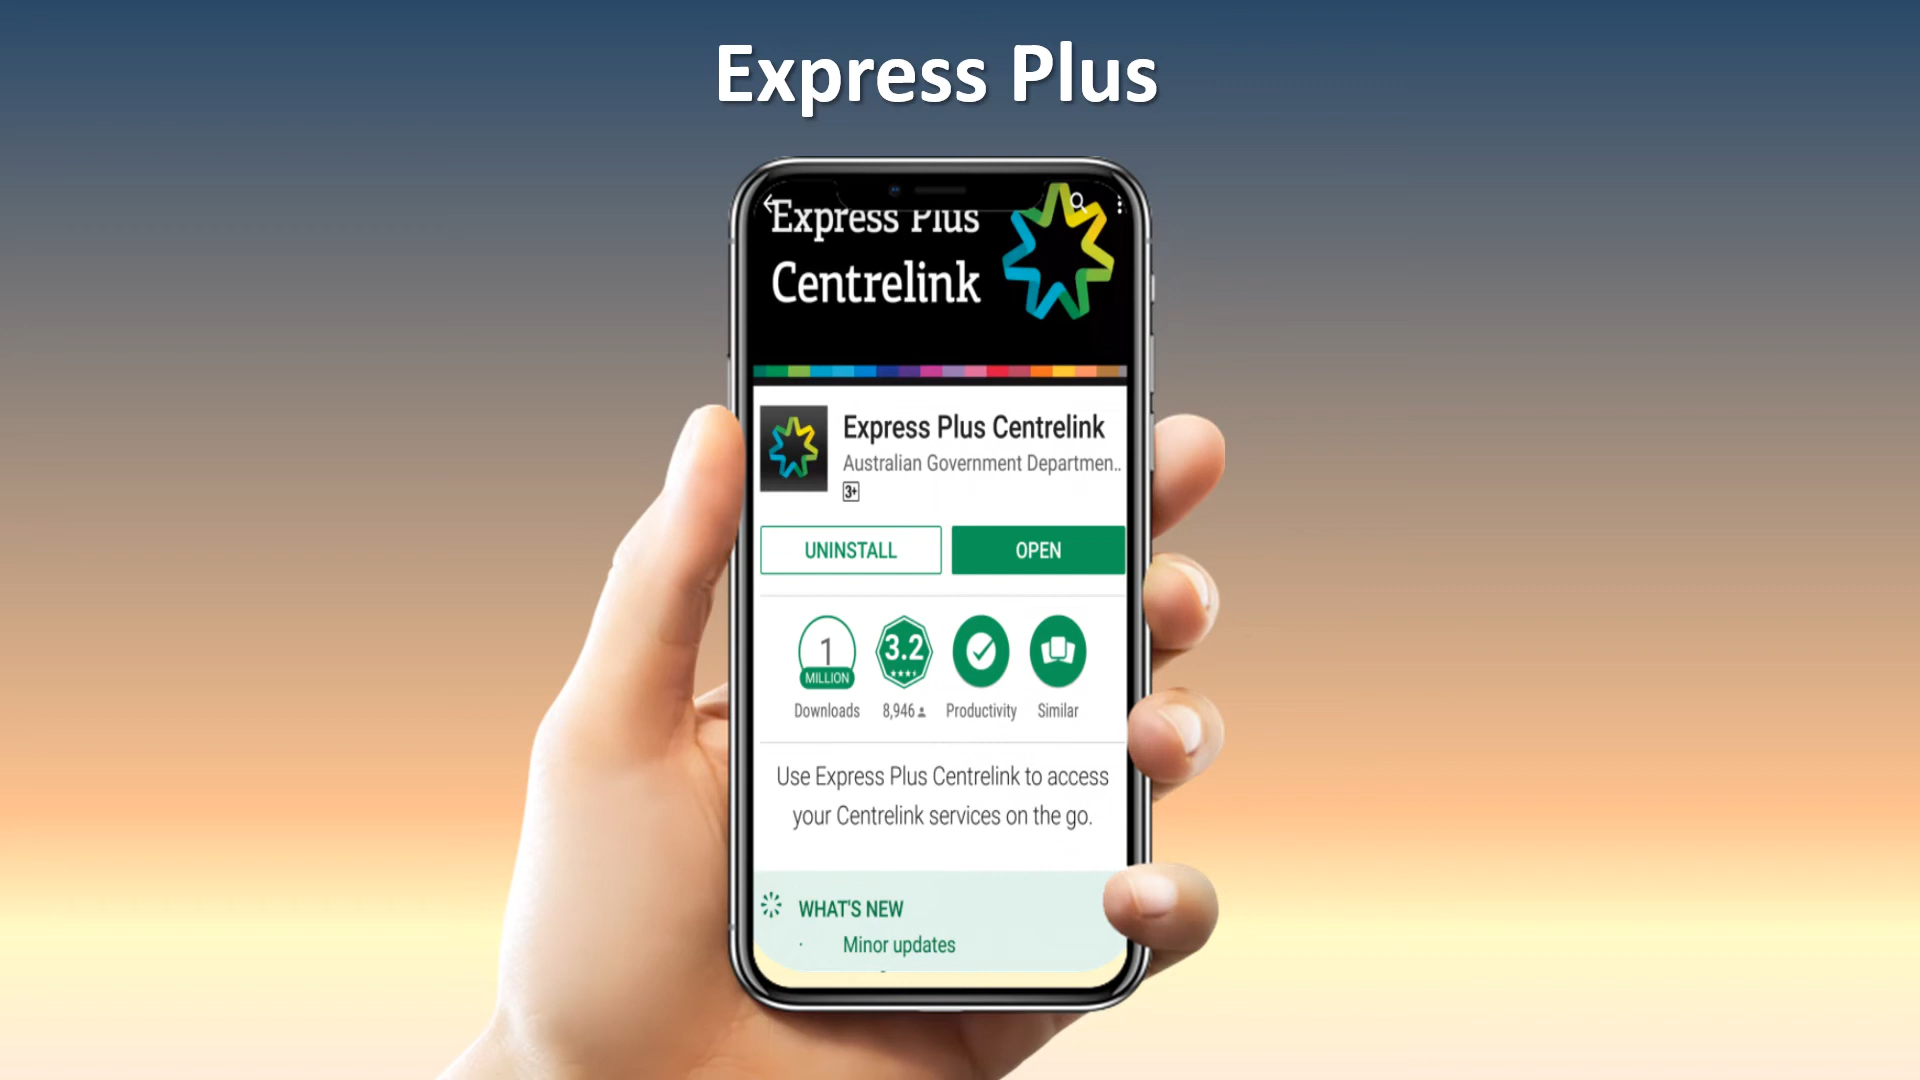 Express Plus
Express Plus
Centrelink
Express Plus Centrelink
Australian Government Departmen..
3+
UNINSTALL
OPEN
1
MILLION
3.2
Downloads
8,946
Productivity
Similar
Use Express Plus Centrelink to access
your Centrelink services on the go.
WHAT'S NEW
· Minor updates